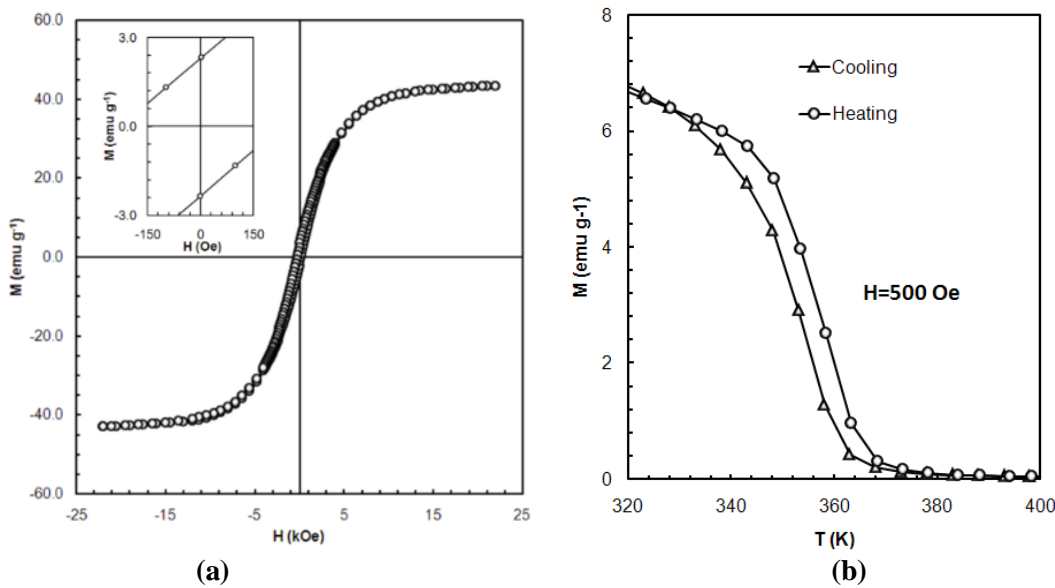 60.0
40.0
20.0
0.0
-20.0
-40.0
-60.0
M (emu g⁻¹)
-25
-15
-5
5
15
25
H (kOe)
3.0
0.0
-3.0
M (emu g⁻¹)
-150
0
150
H (Oe)
(a)
8
6
4
2
0
M (emu g-1)
Cooling
Heating
H=500 Oe
320
340
360
380
400
T (K)
(b)